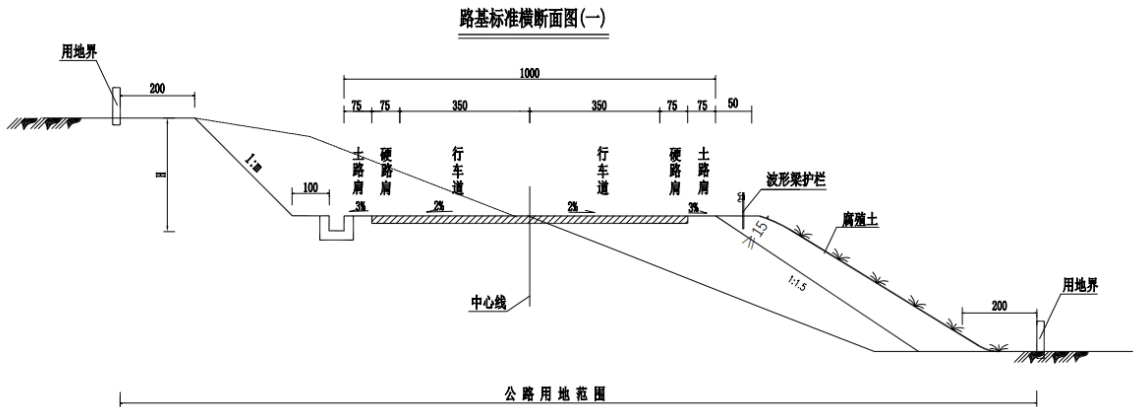 路基标准横断面图(一)
用地界
200
1000
75
75
350
350
75
75
50
1:m
H
100
土路肩
硬路肩
行车道
行车道
硬路肩
土路肩
3%
2%
2%
3%
波形梁护栏
15
腐殖土
1:1.5
中心线
200
用地界
公路用地范围